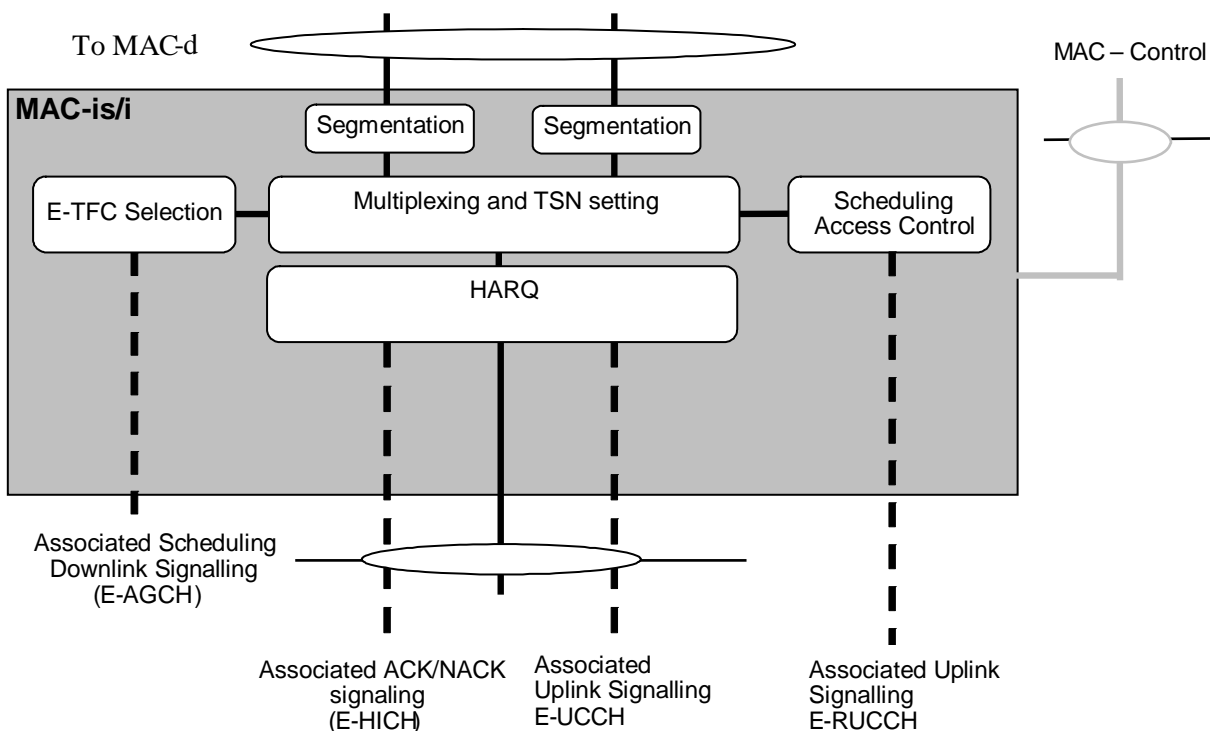 To MAC-d
MAC – Control
MAC-is/i
Segmentation
Segmentation
E-TFC Selection
Multiplexing and TSN setting
Scheduling
Access Control
HARQ
Associated Scheduling
Downlink Signalling
(E-AGCH)
Associated ACK/NACK
signaling
(E-HICH)
Associated
Uplink Signalling
E-UCCH
Associated Uplink
Signalling
E-RUCCH